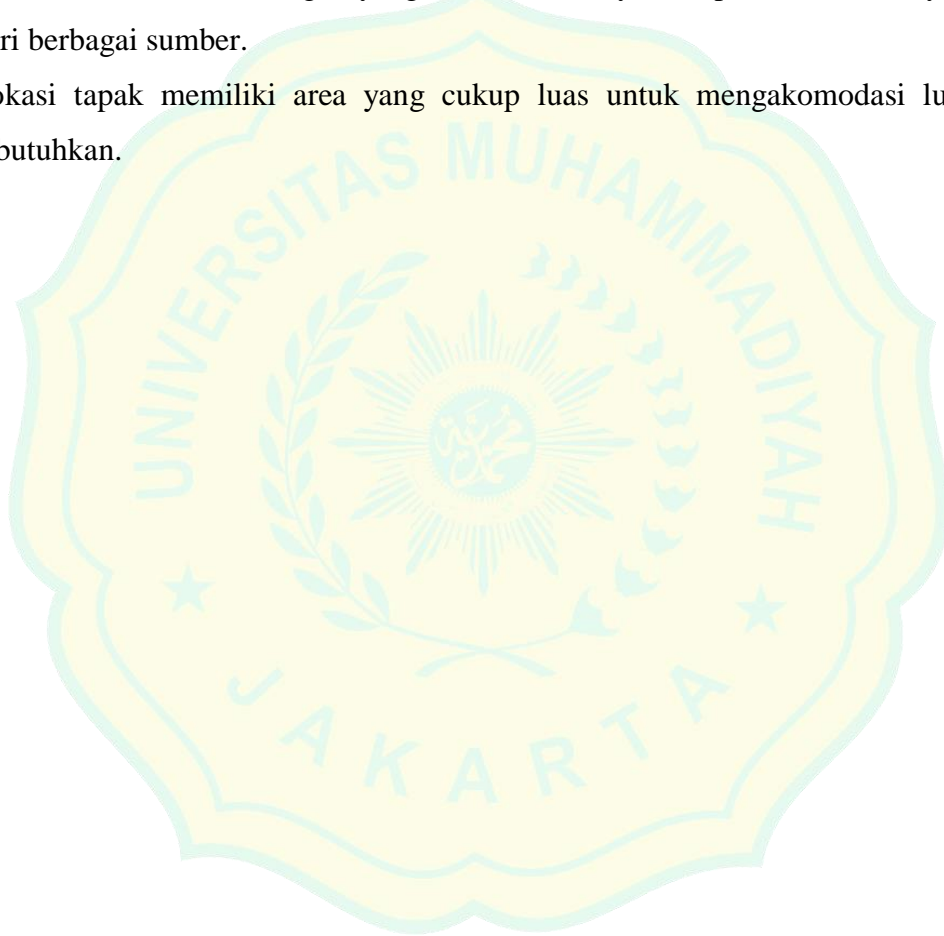 ri berbagai sumber.
okasi tapak memiliki area yang cukup luas untuk mengakomodasi lu
butuhkan.
UNIVERSITAS MUHAMMADIYAH
JAKARTA